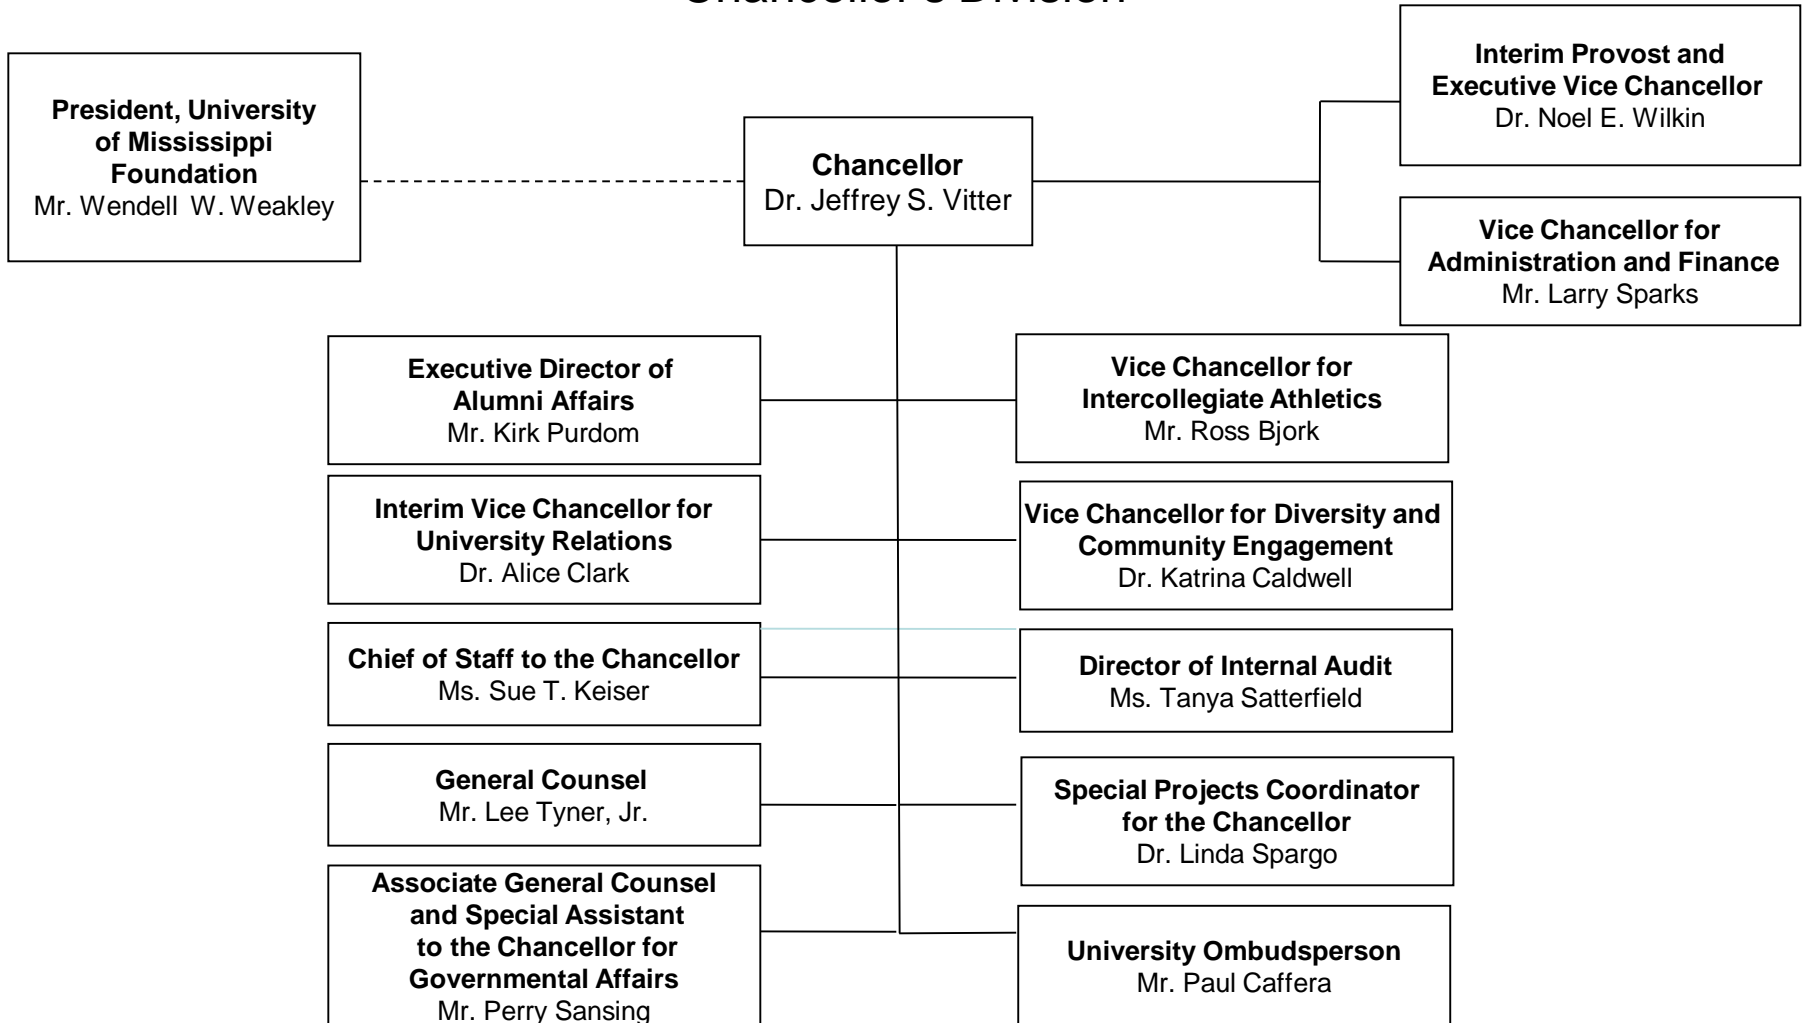 Chancellor's Division
President, University
of Mississippi
Foundation
Mr. Wendell W. Weakley
Chancellor
Dr. Jeffrey S. Vitter
Interim Provost and
Executive Vice Chancellor
Dr. Noel E. Wilkin
Vice Chancellor for
Administration and Finance
Mr. Larry Sparks
Executive Director of
Alumni Affairs
Mr. Kirk Purdom
Vice Chancellor for
Intercollegiate Athletics
Mr. Ross Bjork
Interim Vice Chancellor for
University Relations
Dr. Alice Clark
Vice Chancellor for Diversity and
Community Engagement
Dr. Katrina Caldwell
Chief of Staff to the Chancellor
Ms. Sue T. Keiser
Director of Internal Audit
Ms. Tanya Satterfield
General Counsel
Mr. Lee Tyner, Jr.
Special Projects Coordinator
for the Chancellor
Dr. Linda Spargo
Associate General Counsel
and Special Assistant
to the Chancellor for
Governmental Affairs
Mr. Perry Sansing
University Ombudsperson
Mr. Paul Caffera